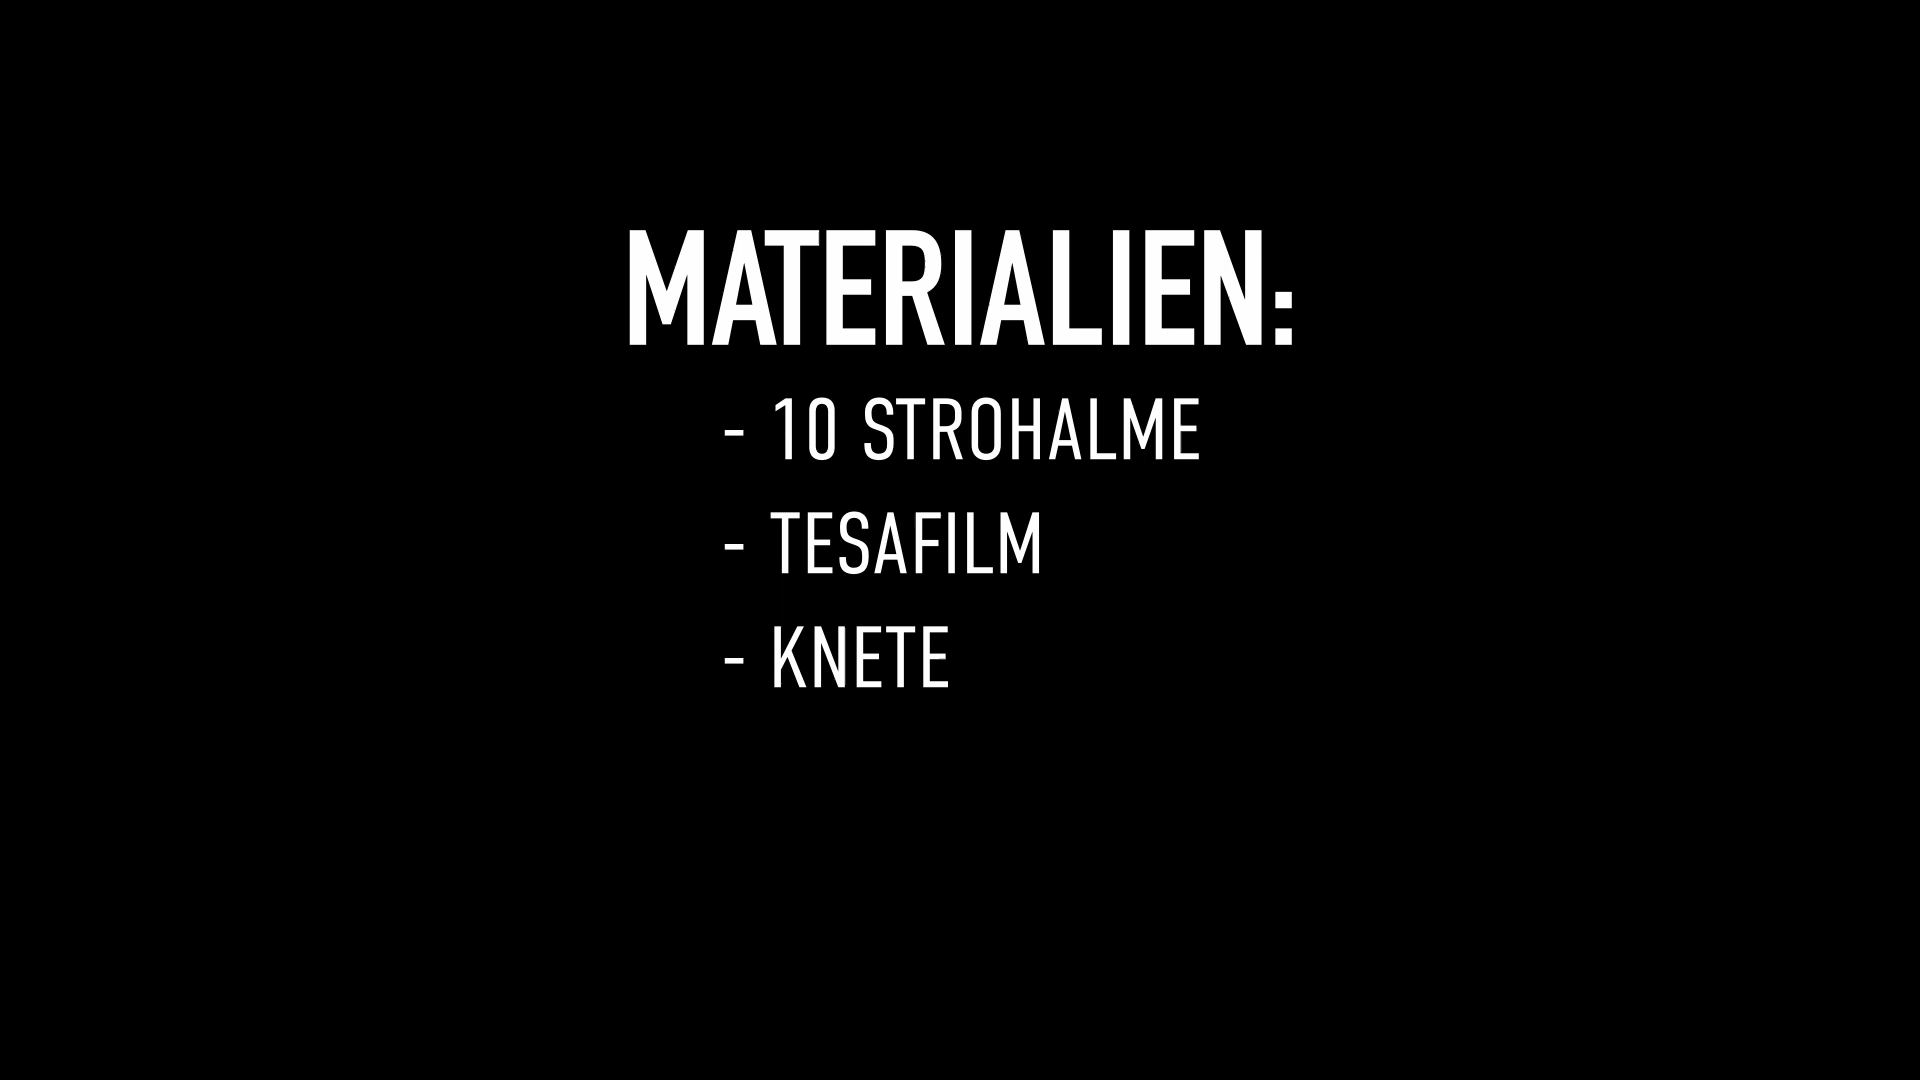 MATERIALIEN:
- 10 STROHALME
- TESAFILM
- KNETE